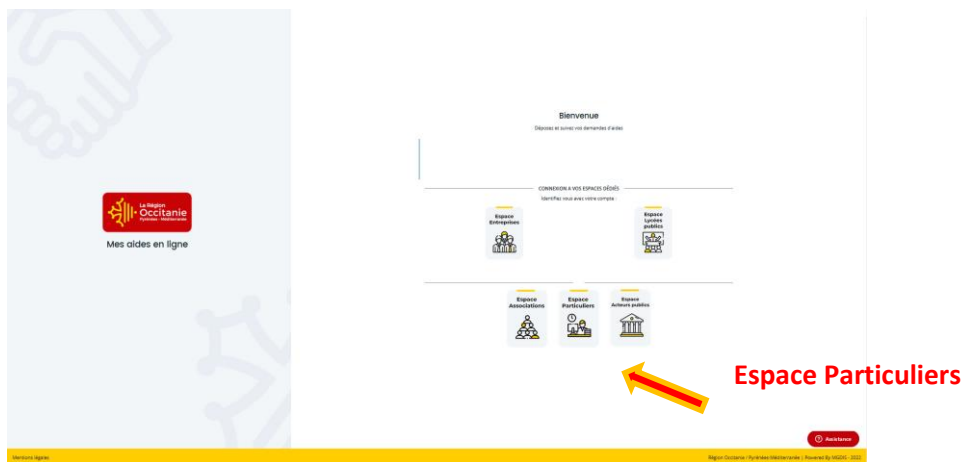 La Région
Occitanie
Pyrénées - Méditerranée
Mes aides en ligne
Bienvenue
Déposez et suivez vos demandes d'aides
CONNEXION A VOS ESPACES DÉDIÉS
Identifiez vous avec votre compte :
Espace
Entreprises
Espace
Lycées
publics
Espace
Associations
Espace
Particuliers
Espace
Acteurs publics
Espace Particuliers
Assistance
Mentions légales
Région Occitanie / Pyrénées Méditerranée | Powered By MGDIS - 2022